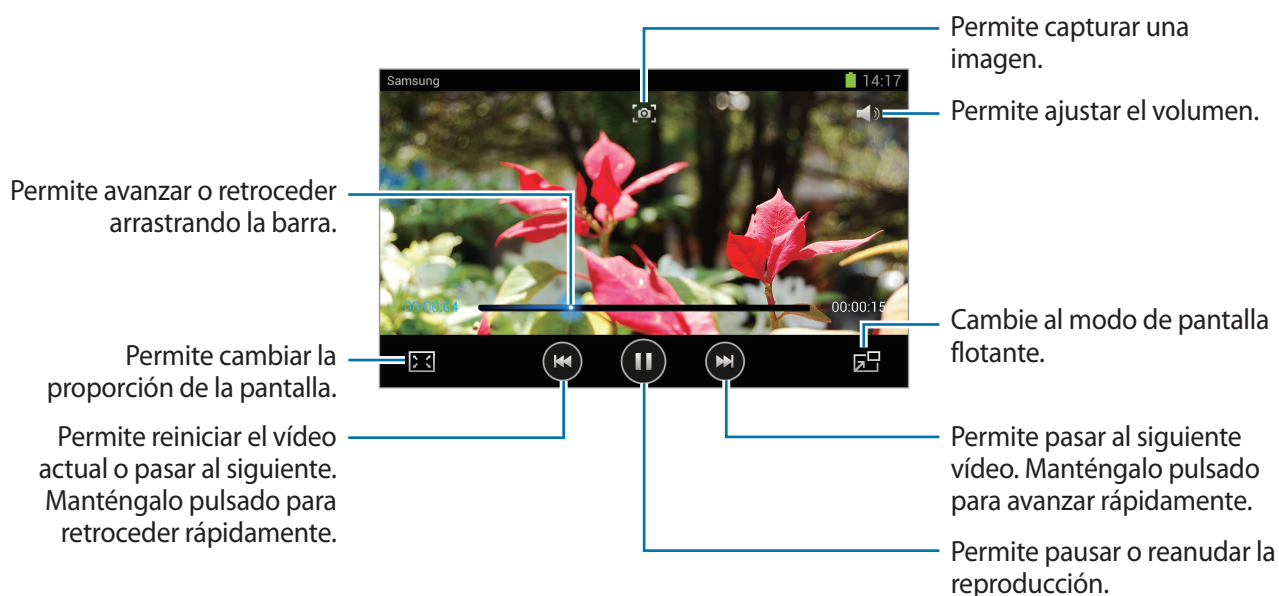 Permite capturar una
imagen.
Samsung
14:17
Permite ajustar el volumen.
Permite avanzar o retroceder
arrastrando la barra.
00:00:04
00:00:15
Cambie al modo de pantalla
flotante.
Permite cambiar la
proporción de la pantalla.
Permite reiniciar el vídeo
actual o pasar al siguiente.
Manténgalo pulsado para
retroceder rápidamente.
Permite pasar al siguiente
vídeo. Manténgalo pulsado
para avanzar rápidamente.
Permite pausar o reanudar la
reproducción.